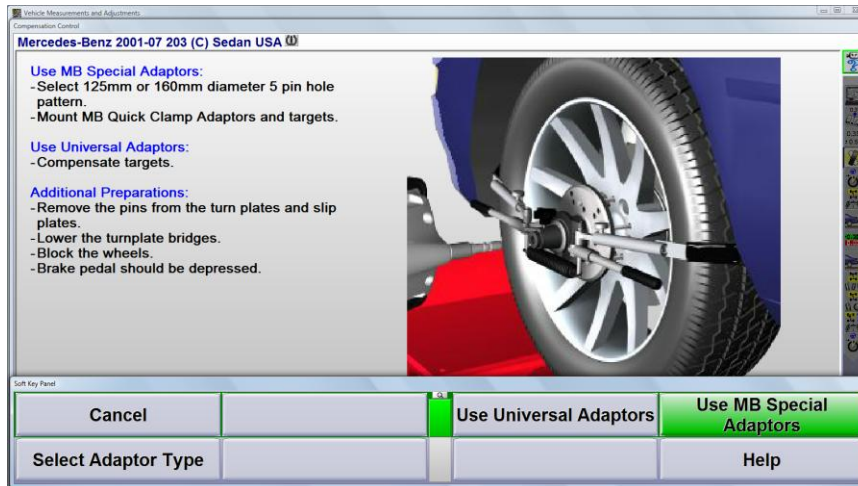 Vehicle Measurements and Adjustments
Compensation Control
Mercedes-Benz 2001-07 203 (C) Sedan USA
Use MB Special Adaptors:
-Select 125mm or 160mm diameter 5 pin hole
pattern.
-Mount MB Quick Clamp Adaptors and targets.
Use Universal Adaptors:
-Compensate targets.
Additional Preparations:
-Remove the pins from the turn plates and slip
plates.
-Lower the turnplate bridges.
-Block the wheels.
-Brake pedal should be depressed.
Soft Key Panel
Cancel
Use Universal Adaptors
Use MB Special
Adaptors
Select Adaptor Type
Help